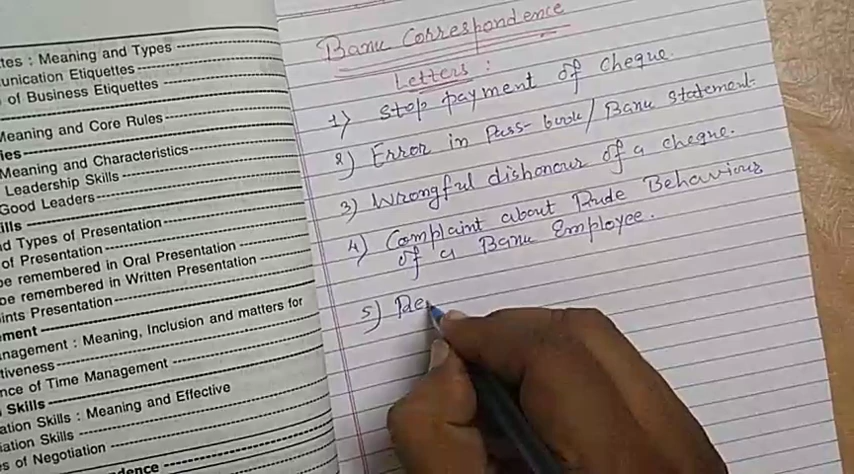 tes : Meaning and Types
unication Etiquettes
of Business Etiquettes
Meaning and Core Rules
ies
Meaning and Characteristics
Leadership Skills
Good Leaders
ills
nd Types of Presentation
of Presentation
be remembered in Oral Presentation
be remembered in Written Presentation
ints Presentation
ement
nagement : Meaning, Inclusion and matters for
tiveness
nce of Time Management
Skills
ation Skills : Meaning and Effective
iation Skills
es of Negotiation
dence
Bank Correspondence
Letters :
1) Stop payment of cheque.
2) Error in Pass-book/Bank statement.
3) Wrongful dishonour of a cheque.
4) Complaint about Rude Behaviour
of a Bank Employee.
5) Re